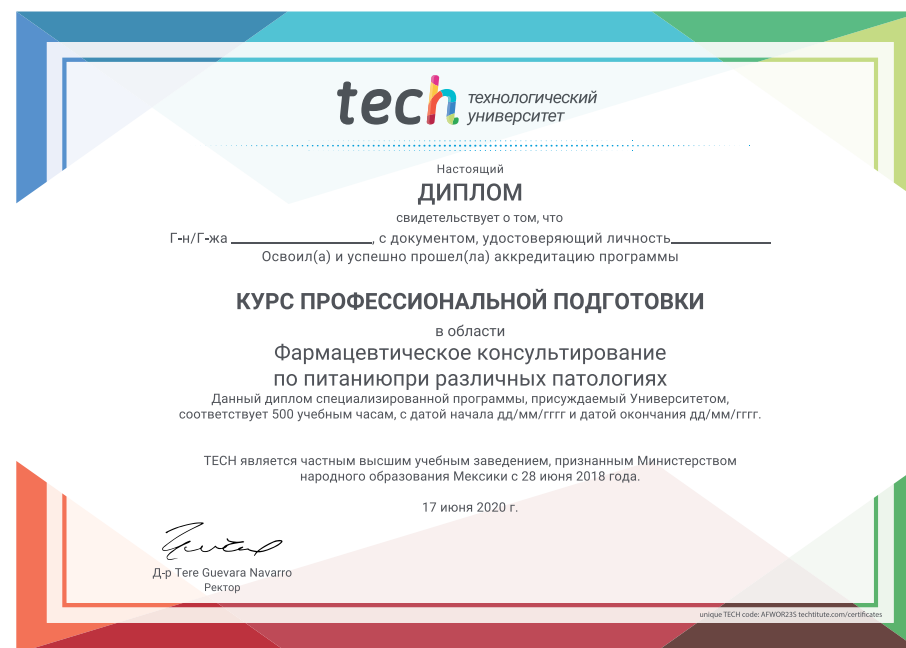 tech технологический
университет
Настоящий
ДИПЛОМ
свидетельствует о том, что
Г-н/Г-жа ____________________, с документом, удостоверяющий личность______________
Освоил(а) и успешно прошел(ла) аккредитацию программы
КУРС ПРОФЕССИОНАЛЬНОЙ ПОДГОТОВКИ
в области
Фармацевтическое консультирование
по питаниюпри различных патологиях
Данный диплом специализированной программы, присуждаемый Университетом,
соответствует 500 учебным часам, с датой начала дд/мм/гггг и датой окончания дд/мм/гггг.
TECH является частным высшим учебным заведением, признанным Министерством
народного образования Мексики с 28 июня 2018 года.
17 июня 2020 г.
Д-р Tere Guevara Navarro
Ректор
unique TECH code: AFWOR23S techtitute.com/certificates